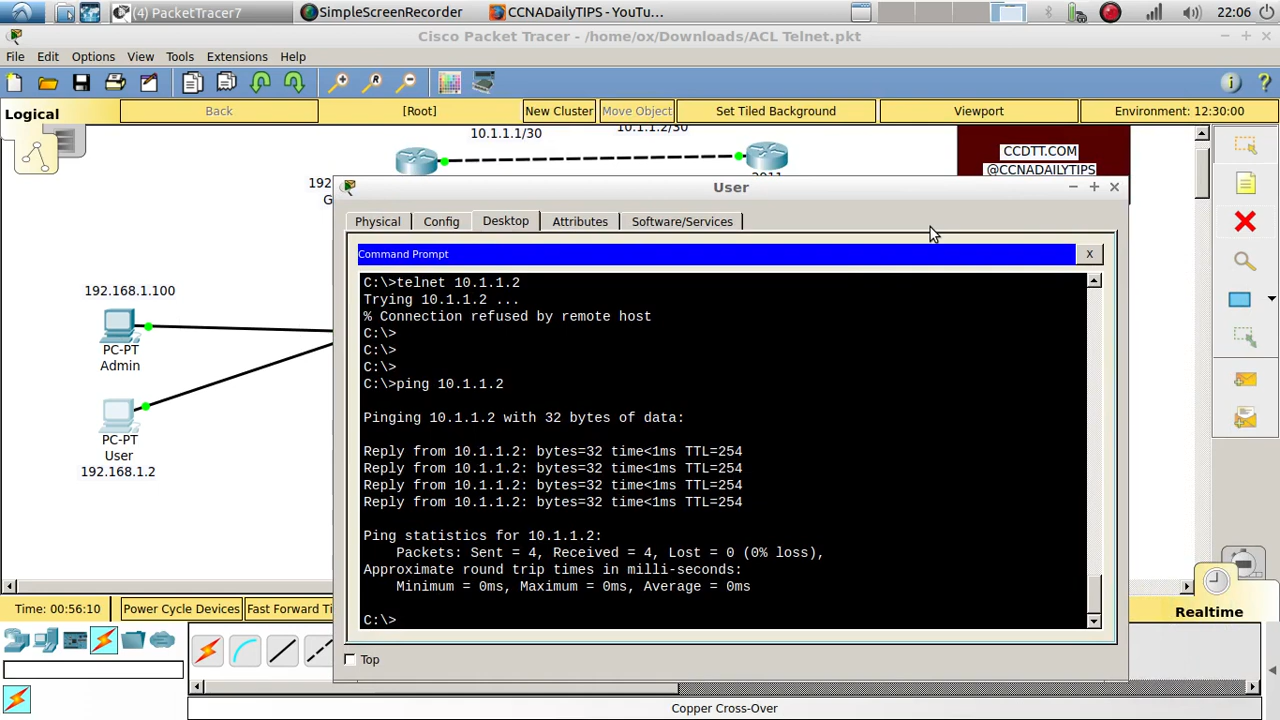 (4) PacketTracer7
SimpleScreenRecorder
CCNADailyTIPS - YouTu...
22:06
Cisco Packet Tracer - /home/ox/Downloads/ACL Telnet.pkt
File Edit Options View Tools Extensions Help
Logical
Back
[Root]
New Cluster
Move Object
Set Tiled Background
Viewport
Environment: 12:30:00
10.1.1.1/30
10.1.1.2/30
CCDTT.COM
@CCNADAILYTIPS
192.168.1.100
PC-PT
Admin
PC-PT
User
192.168.1.2
User
Physical
Config
Desktop
Attributes
Software/Services
Command Prompt
X
C:\>telnet 10.1.1.2
Trying 10.1.1.2 ...
% Connection refused by remote host
C:\>
C:\>
C:\>
C:\>ping 10.1.1.2
Pinging 10.1.1.2 with 32 bytes of data:
Reply from 10.1.1.2: bytes=32 time<1ms TTL=254
Reply from 10.1.1.2: bytes=32 time<1ms TTL=254
Reply from 10.1.1.2: bytes=32 time<1ms TTL=254
Reply from 10.1.1.2: bytes=32 time<1ms TTL=254
Ping statistics for 10.1.1.2:
Packets: Sent = 4, Received = 4, Lost = 0 (0% loss),
Approximate round trip times in milli-seconds:
Minimum = 0ms, Maximum = 0ms, Average = 0ms
C:\>
Top
Time: 00:56:10
Power Cycle Devices
Fast Forward Ti
Realtime
Copper Cross-Over